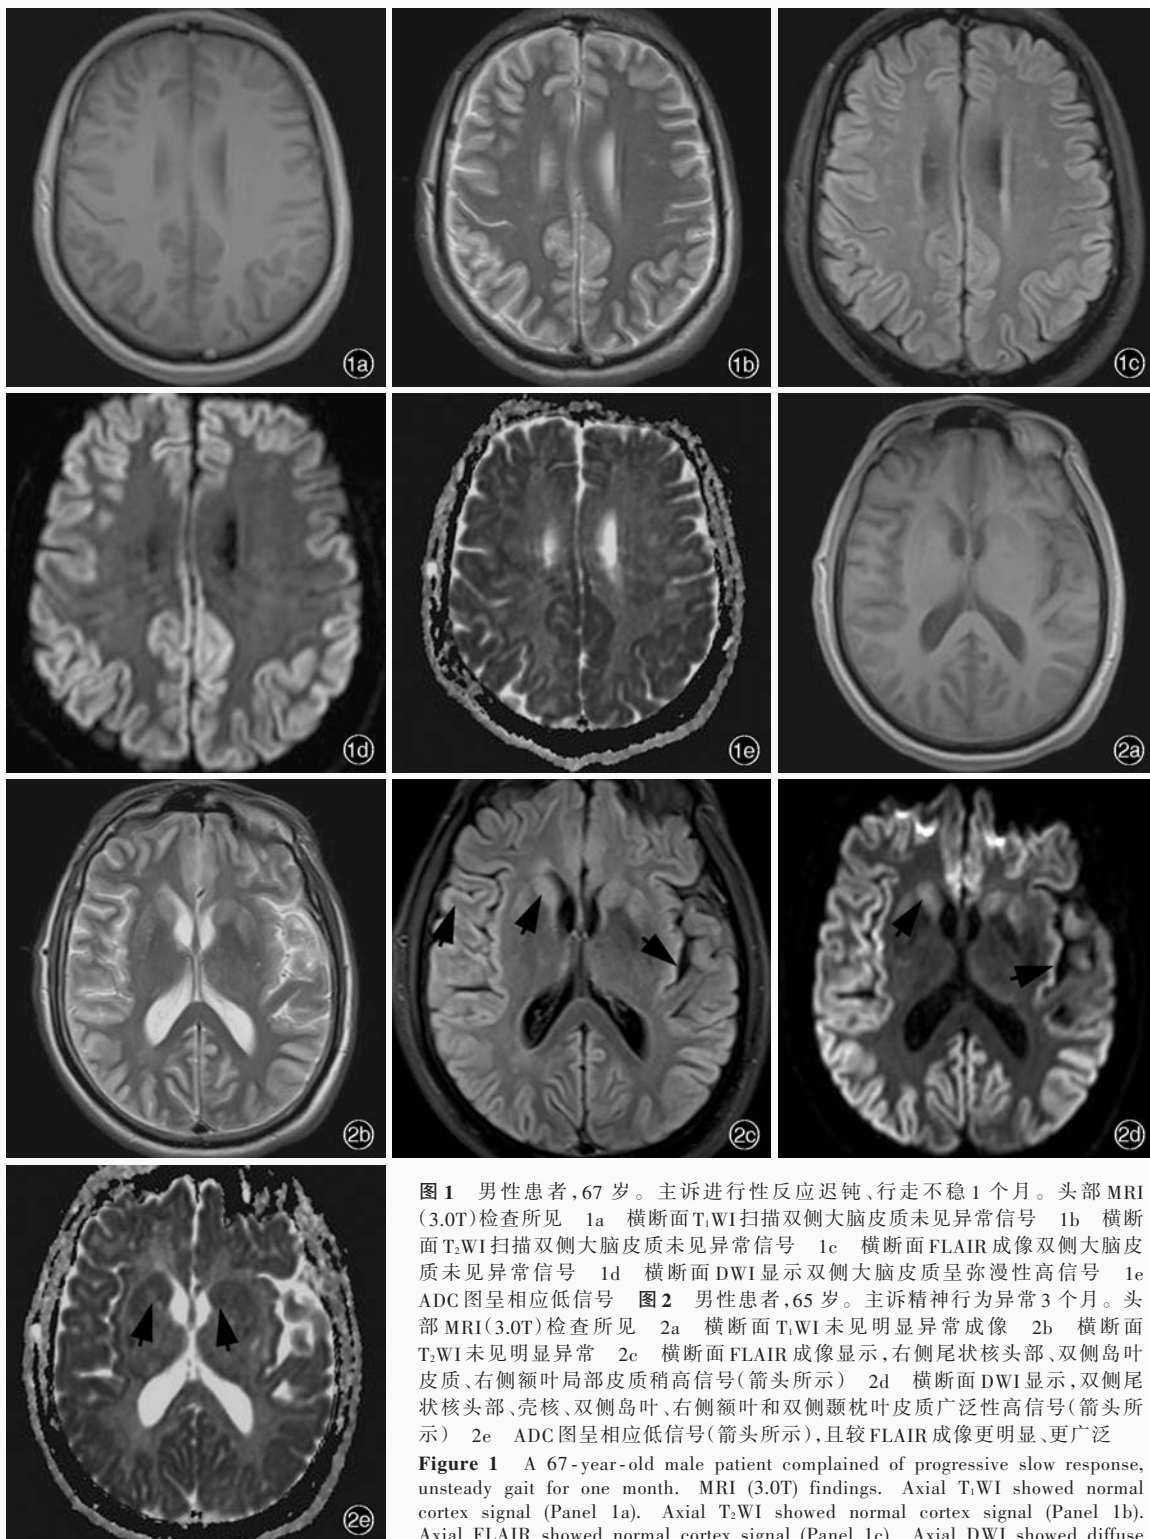 1a
1b
1c
1d
1e
2a
2b
2c
2d
2e
图1 男性患者,67岁。主诉进行性反应迟钝、行走不稳1个月。头部MRI
(3.0T)检查所见 1a 横断面T₁WI扫描双侧大脑皮质未见异常信号 1b 横断
面T₂WI扫描双侧大脑皮质未见异常信号 1c 横断面FLAIR成像双侧大脑皮
质未见异常信号 1d 横断面DWI显示双侧大脑皮质呈弥漫性高信号 1e
ADC图呈相应低信号 图2 男性患者,65岁。主诉精神行为异常3个月。头
部MRI(3.0T)检查所见 2a 横断面T₁WI未见明显异常成像 2b 横断面
T₂WI未见明显异常 2c 横断面FLAIR成像显示,右侧尾状核头部、双侧岛叶
皮质、右侧额叶局部皮质稍高信号(箭头所示) 2d 横断面DWI显示,双侧尾
状核头部、壳核、双侧岛叶、右侧额叶和双侧颞枕叶皮质广泛性高信号(箭头所
示) 2e ADC图呈相应低信号(箭头所示),且较FLAIR成像更明显、更广泛
Figure 1 A 67-year-old male patient complained of progressive slow response,
unsteady gait for one month. MRI (3.0T) findings. Axial T₁WI showed normal
cortex signal (Panel 1a). Axial T₂WI showed normal cortex signal (Panel 1b).
Axial FLAIR showed normal cortex signal (Panel 1c). Axial DWI showed diffuse